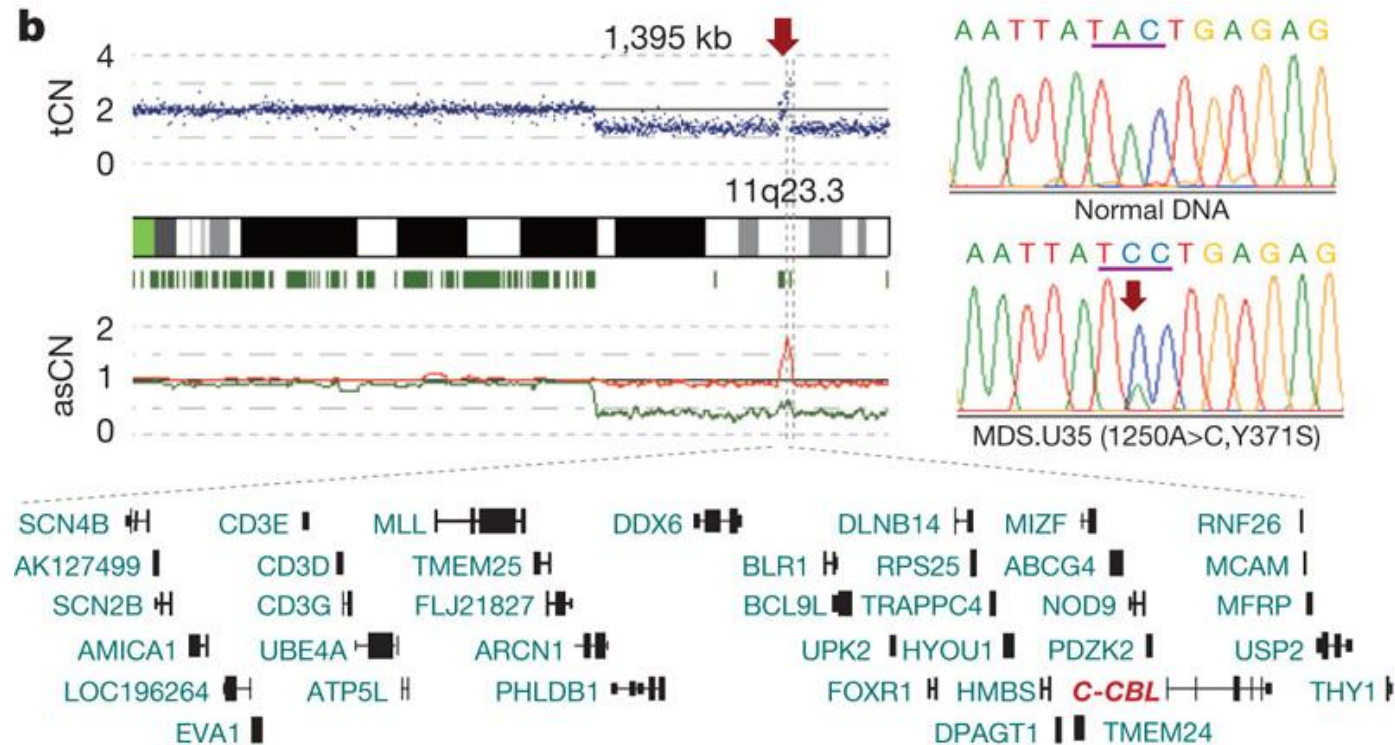 b
1,395 kb
4
2
0
tCN
11q23.3
2
1
0
asCN
A A T T A T A C T G A G A G
Normal DNA
A A T T A T C C T G A G A G
MDS.U35 (1250A>C,Y371S)
SCN4B CD3E MLL DDX6 DLNB14 MIZF RNF26
AK127499 CD3D TMEM25 BLR1 RPS25 ABCG4 MCAM
SCN2B CD3G FLJ21827 BCL9L TRAPPC4 NOD9 MFRP
AMICA1 UBE4A ARCN1 UPK2 HYOU1 PDZK2 USP2
LOC196264 ATP5L PHLDB1 FOXR1 HMBS C-CBL THY1
EVA1 DPAGT1 TMEM24